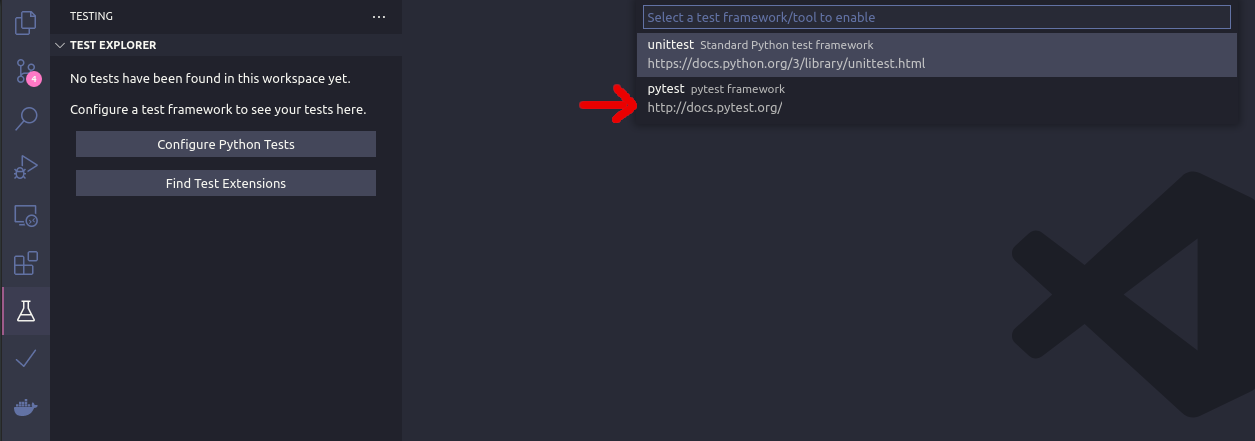 TESTING
TEST EXPLORER
No tests have been found in this workspace yet.
Configure a test framework to see your tests here.
Configure Python Tests
Find Test Extensions
4
Select a test framework/tool to enable
unittest Standard Python test framework
https://docs.python.org/3/library/unittest.html
pytest pytest framework
http://docs.pytest.org/